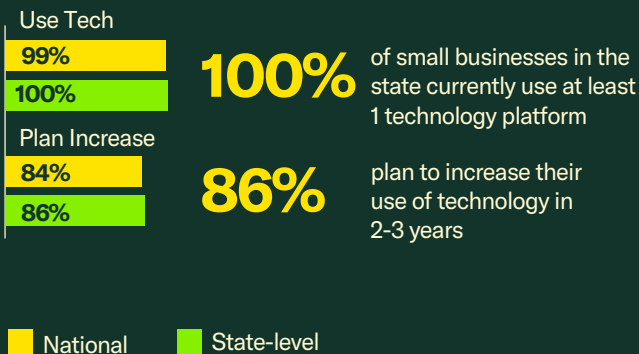 Use Tech
99%
100%
100%
of small businesses in the
state currently use at least
1 technology platform
Plan Increase
84%
86%
86%
plan to increase their
use of technology in
2-3 years
National
State-level